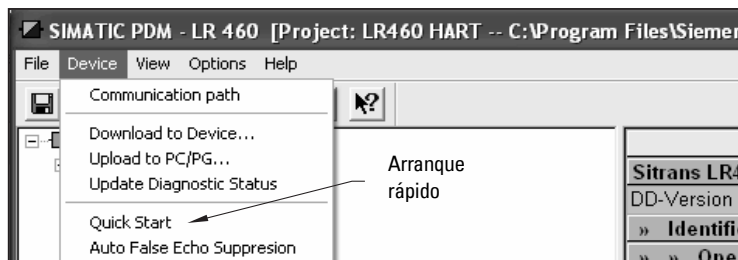 SIMATIC PDM - LR 460 [Project: LR460 HART -- C:\Program Files\Siemen
File Device View Options Help
Communication path
Download to Device...
Upload to PC/PG...
Update Diagnostic Status
Quick Start
Auto False Echo Suppresion
Arranque
rápido
Sitrans LR4
DD-Version
» Identifi
» » Ope